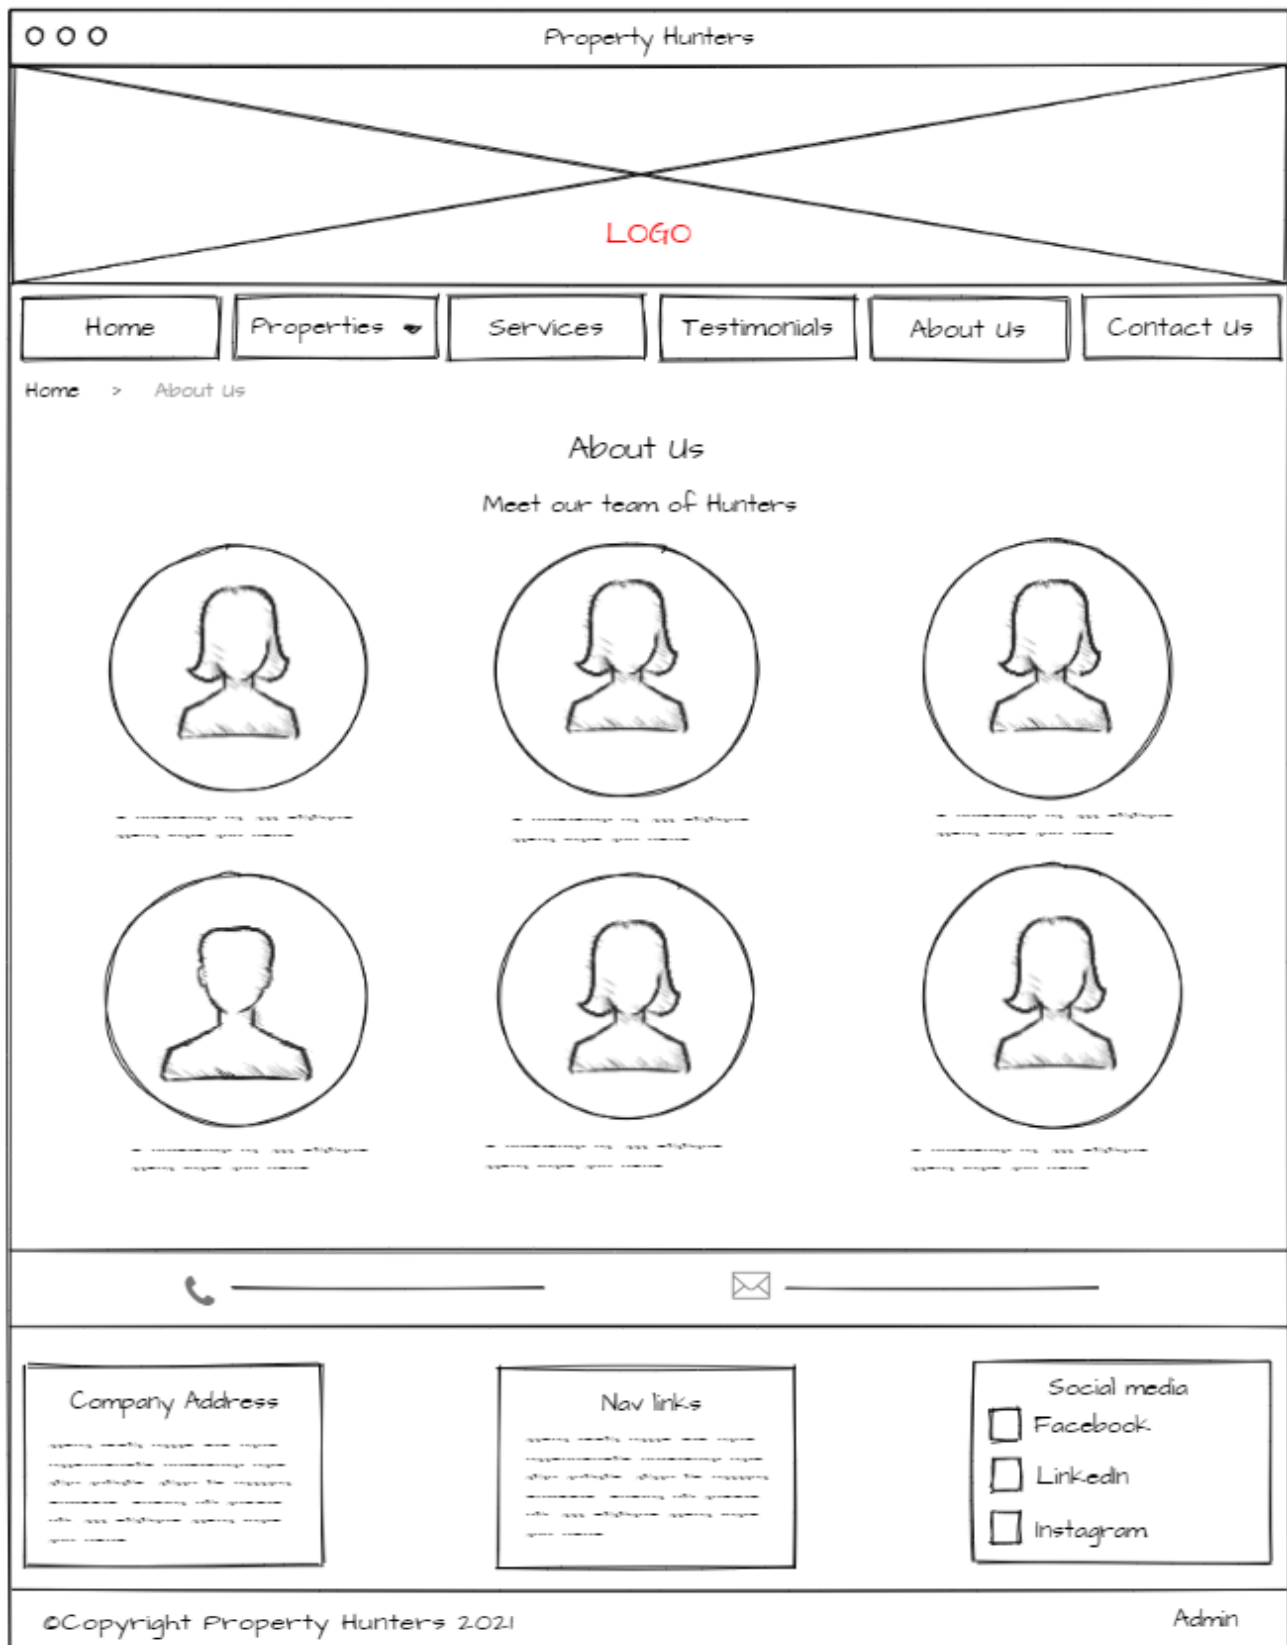 Property Hunters
LOGO
Home
Properties
Services
Testimonials
About Us
Contact Us
Home > About Us
About Us
Meet our team of Hunters
Company Address
Nav links
Social media
Facebook
LinkedIn
Instagram
©Copyright Property Hunters 2021
Admin